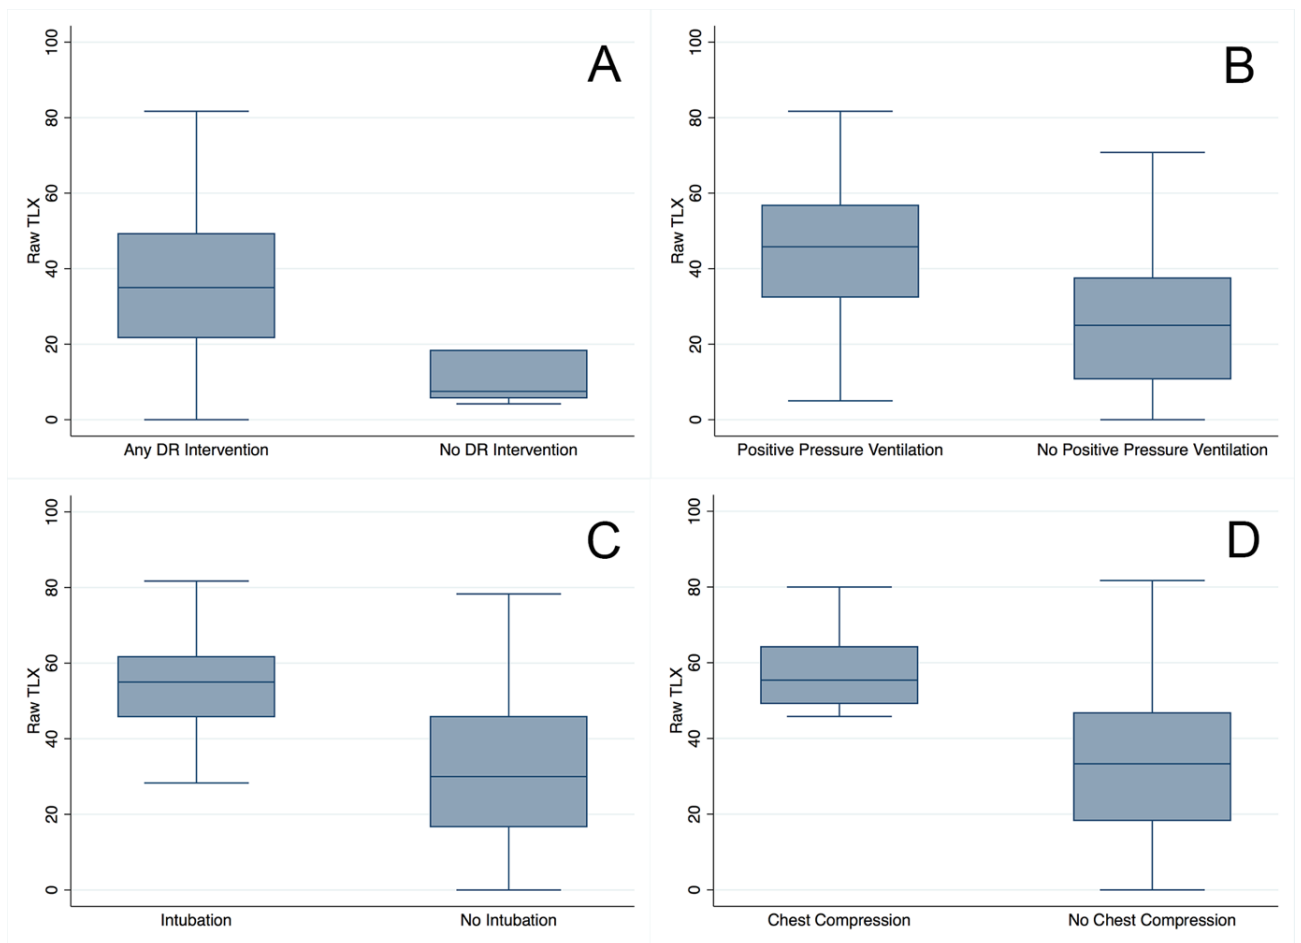 A
100
80
60
40
20
0
Raw TLX
Any DR Intervention
No DR Intervention
B
100
80
60
40
20
0
Raw TLX
Positive Pressure Ventilation
No Positive Pressure Ventilation
C
100
80
60
40
20
0
Raw TLX
Intubation
No Intubation
D
100
80
60
40
20
0
Raw TLX
Chest Compression
No Chest Compression